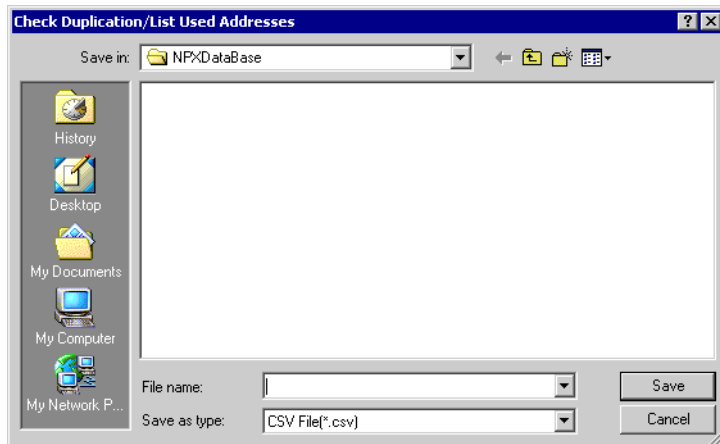 Check Duplication/List Used Addresses
Save in: NPXDataBase
History
Desktop
My Documents
My Computer
My Network P...
File name:
Save
Save as type: CSV File(*.csv)
Cancel